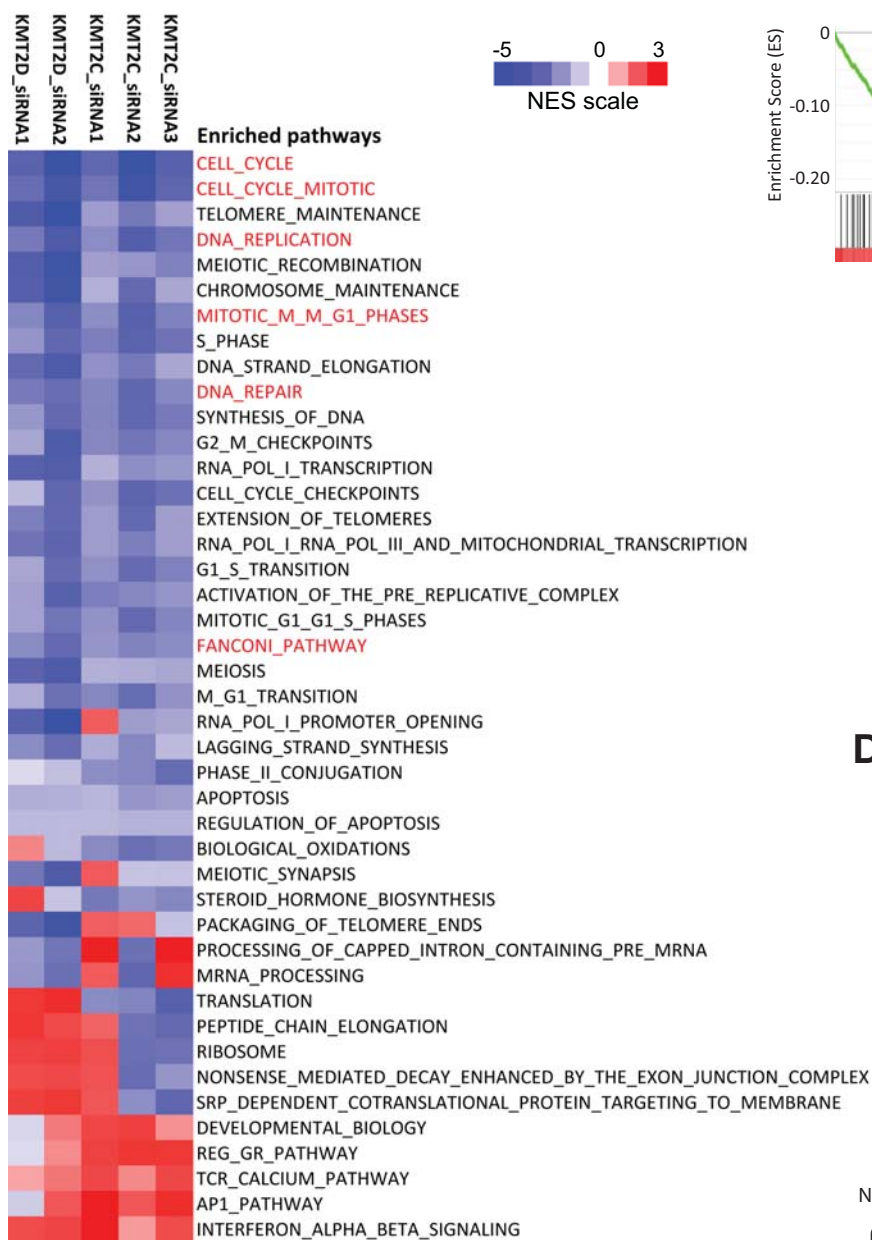 KMT2D_siRNA1
KMT2D_siRNA2
KMT2C_siRNA1
KMT2C_siRNA2
KMT2C_siRNA3
-5 0 3
NES scale
Enriched pathways
CELL_CYCLE
CELL_CYCLE_MITOTIC
TELOMERE_MAINTENANCE
DNA_REPLICATION
MEIOTIC_RECOMBINATION
CHROMOSOME_MAINTENANCE
MITOTIC_M_M_G1_PHASES
S_PHASE
DNA_STRAND_ELONGATION
DNA_REPAIR
SYNTHESIS_OF_DNA
G2_M_CHECKPOINTS
RNA_POL_I_TRANSCRIPTION
CELL_CYCLE_CHECKPOINTS
EXTENSION_OF_TELOMERES
RNA_POL_I_RNA_POL_III_AND_MITOCHONDRIAL_TRANSCRIPTION
G1_S_TRANSITION
ACTIVATION_OF_THE_PRE_REPLICATIVE_COMPLEX
MITOTIC_G1_G1_S_PHASES
FANCONI_PATHWAY
MEIOSIS
M_G1_TRANSITION
RNA_POL_I_PROMOTER_OPENING
LAGGING_STRAND_SYNTHESIS
PHASE_II_CONJUGATION
APOPTOSIS
REGULATION_OF_APOPTOSIS
BIOLOGICAL_OXIDATIONS
MEIOTIC_SYNAPSIS
STEROID_HORMONE_BIOSYNTHESIS
PACKAGING_OF_TELOMERE_ENDS
PROCESSING_OF_CAPPED_INTRON_CONTAINING_PRE_MRNA
MRNA_PROCESSING
TRANSLATION
PEPTIDE_CHAIN_ELONGATION
RIBOSOME
NONSENSE_MEDIATED_DECAY_ENHANCED_BY_THE_EXON_JUNCTION_COMPLEX
SRP_DEPENDENT_COTRANSLATIONAL_PROTEIN_TARGETING_TO_MEMBRANE
DEVELOPMENTAL_BIOLOGY
REG_GR_PATHWAY
TCR_CALCIUM_PATHWAY
AP1_PATHWAY
INTERFERON_ALPHA_BETA_SIGNALING
Enrichment Score (ES)
0
-0.10
-0.20
D
N